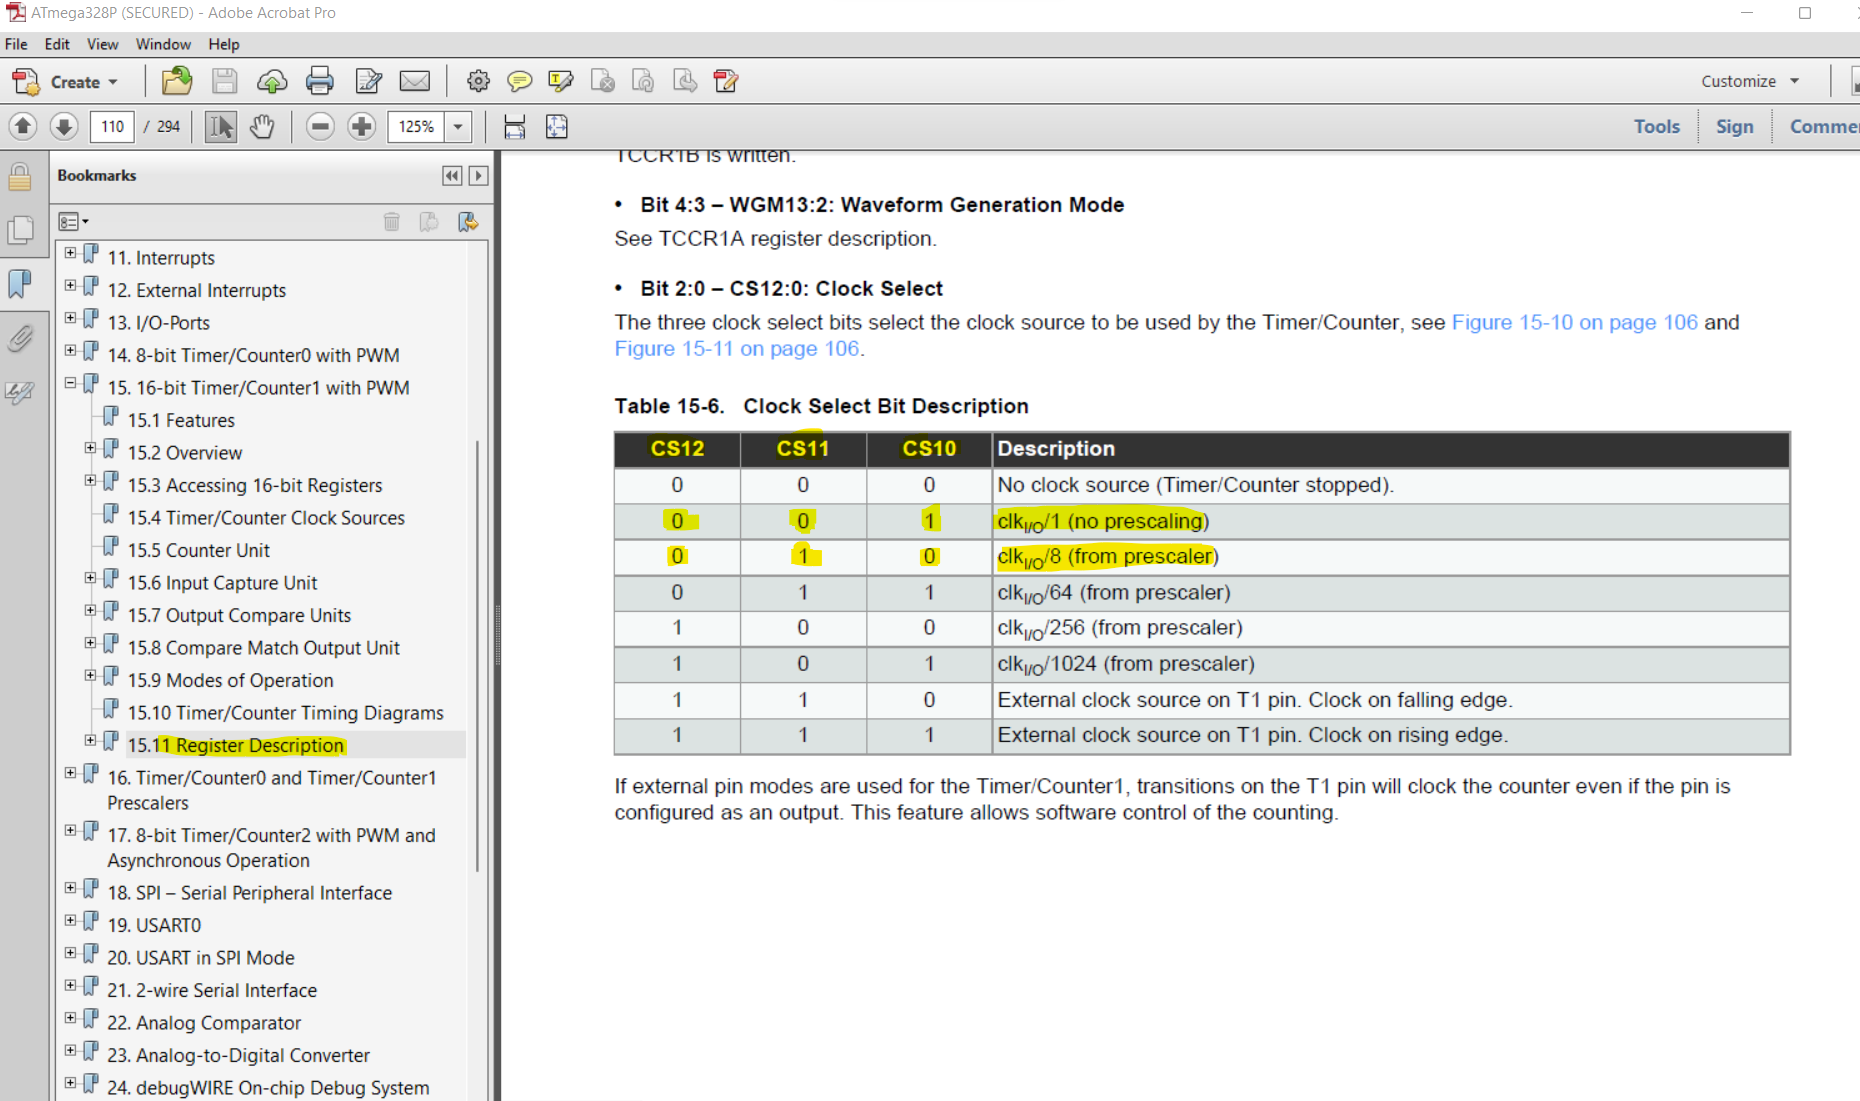 ATmega328P (SECURED) - Adobe Acrobat Pro
File Edit View Window Help
Create Customize
110 / 294 125% Tools Sign
Bookmarks
11. Interrupts
12. External Interrupts
13. I/O-Ports
14. 8-bit Timer/Counter0 with PWM
15. 16-bit Timer/Counter1 with PWM
15.1 Features
15.2 Overview
15.3 Accessing 16-bit Registers
15.4 Timer/Counter Clock Sources
15.5 Counter Unit
15.6 Input Capture Unit
15.7 Output Compare Units
15.8 Compare Match Output Unit
15.9 Modes of Operation
15.10 Timer/Counter Timing Diagrams
15.11 Register Description
16. Timer/Counter0 and Timer/Counter1
Prescalers
17. 8-bit Timer/Counter2 with PWM and
Asynchronous Operation
18. SPI – Serial Peripheral Interface
19. USART0
20. USART in SPI Mode
21. 2-wire Serial Interface
22. Analog Comparator
23. Analog-to-Digital Converter
24. debugWIRE On-chip Debug System
TCCR1B is written.
• Bit 4:3 – WGM13:2: Waveform Generation Mode
See TCCR1A register description.
• Bit 2:0 – CS12:0: Clock Select
The three clock select bits select the clock source to be used by the Timer/Counter, see Figure 15-10 on page 106 and
Figure 15-11 on page 106.
Table 15-6. Clock Select Bit Description
CS12 CS11 CS10 Description
0 0 0 No clock source (Timer/Counter stopped).
0 0 1 clkI/O/1 (no prescaling)
0 1 0 clkI/O/8 (from prescaler)
0 1 1 clkI/O/64 (from prescaler)
1 0 0 clkI/O/256 (from prescaler)
1 0 1 clkI/O/1024 (from prescaler)
1 1 0 External clock source on T1 pin. Clock on falling edge.
1 1 1 External clock source on T1 pin. Clock on rising edge.
If external pin modes are used for the Timer/Counter1, transitions on the T1 pin will clock the counter even if the pin is
configured as an output. This feature allows software control of the counting.